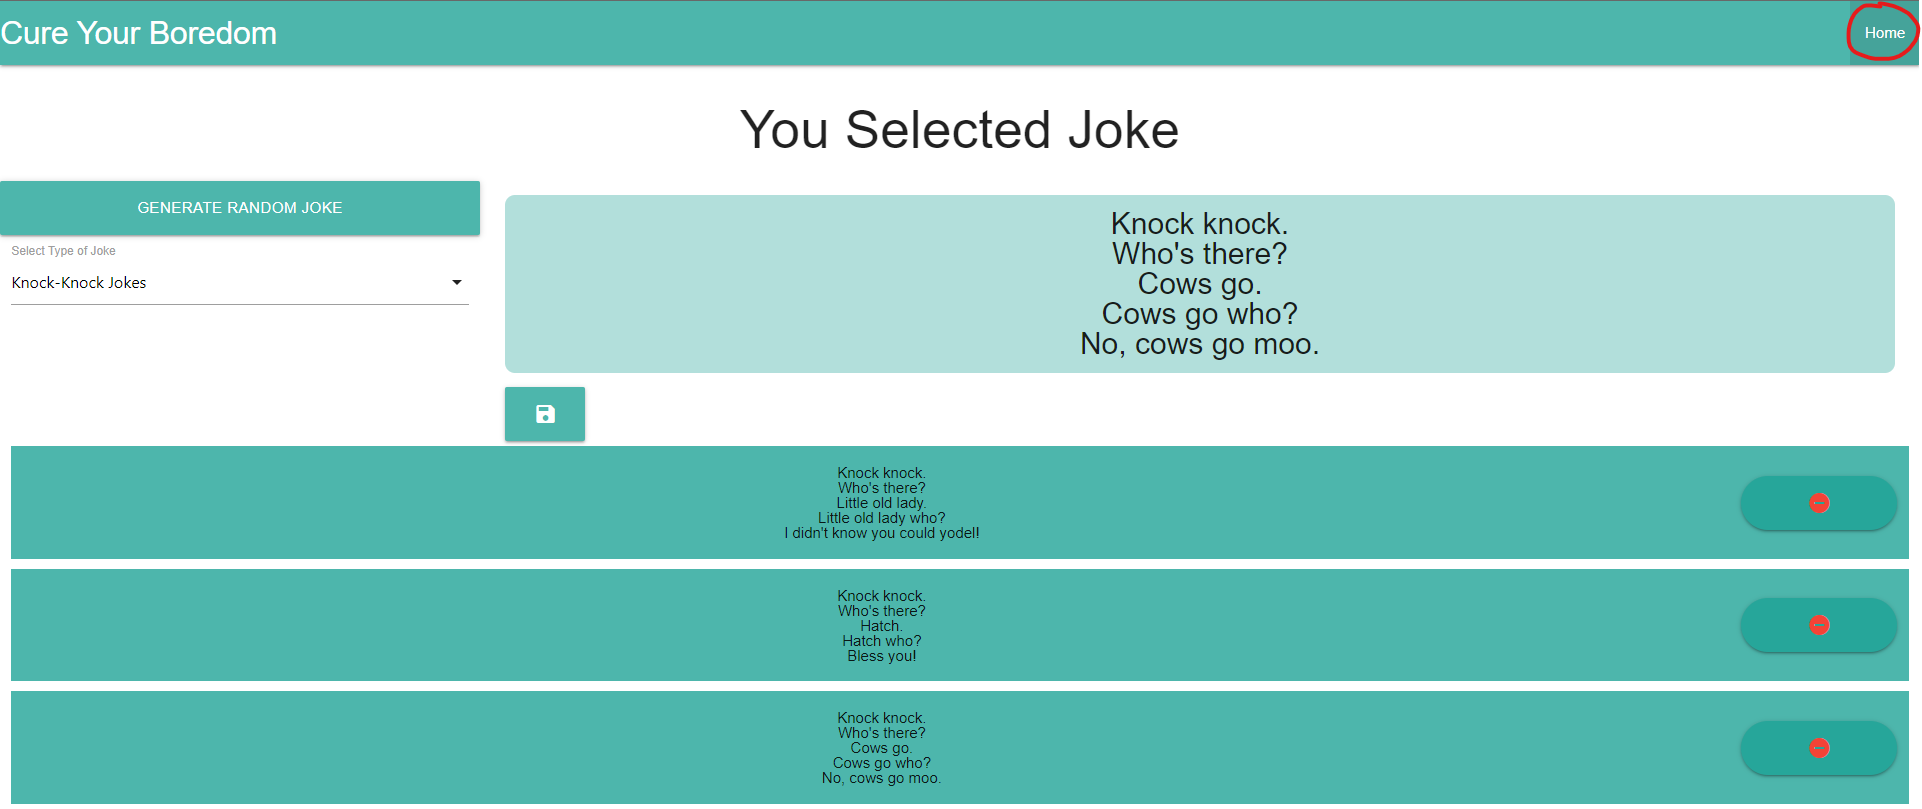 Cure Your Boredom
Home
You Selected Joke
GENERATE RANDOM JOKE
Select Type of Joke
Knock-Knock Jokes
Knock knock.
Who's there?
Cows go.
Cows go who?
No, cows go moo.
Knock knock.
Who's there?
Little old lady.
Little old lady who?
I didn't know you could yodel!
Knock knock.
Who's there?
Hatch.
Hatch who?
Bless you!
Knock knock.
Who's there?
Cows go.
Cows go who?
No, cows go moo.